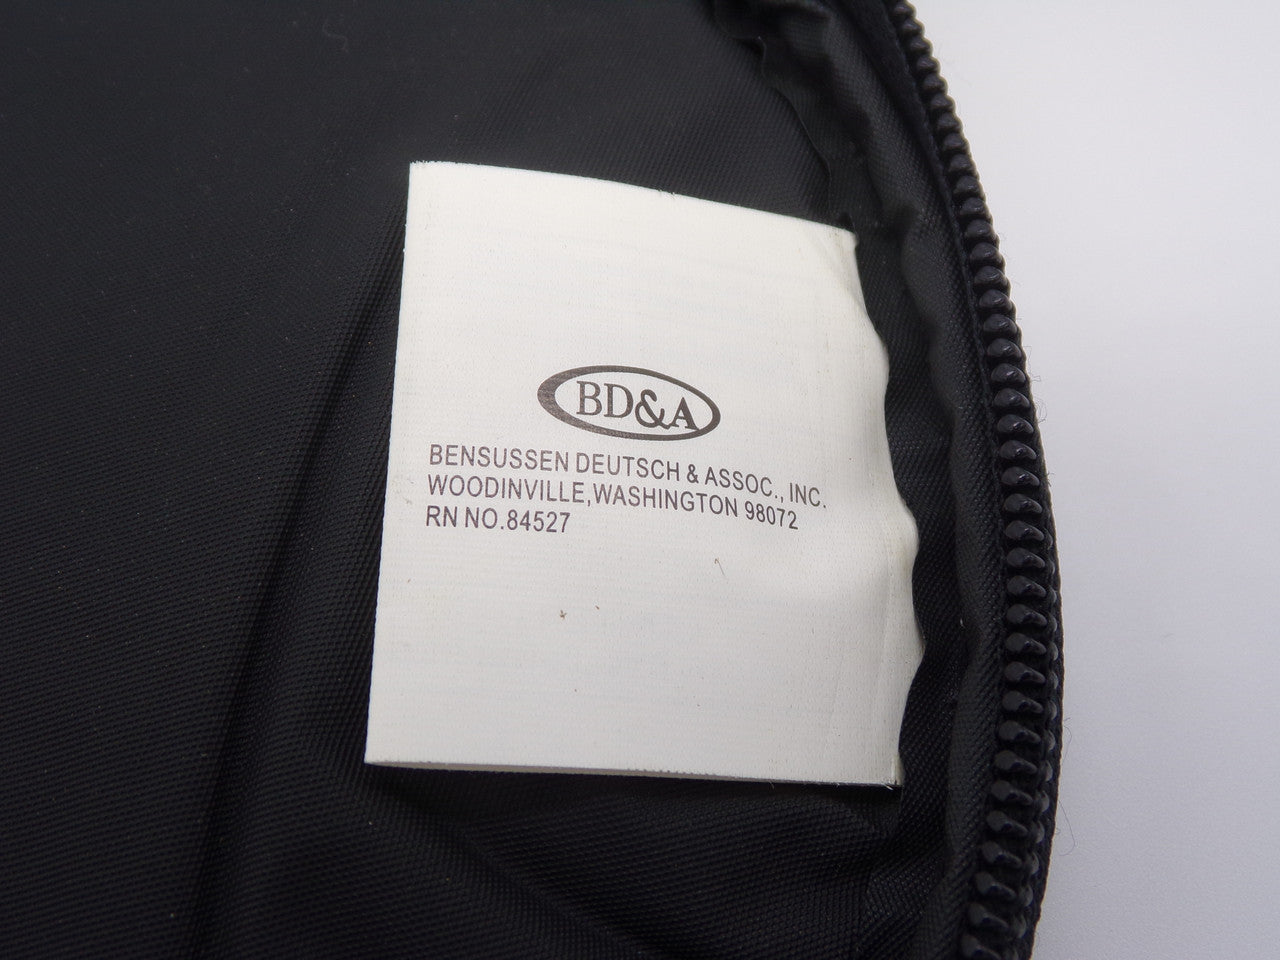 BD&A
BENSUSSEN DEUTSCH & ASSOC., INC.
WOODINVILLE,WASHINGTON 98072
RN NO.84527